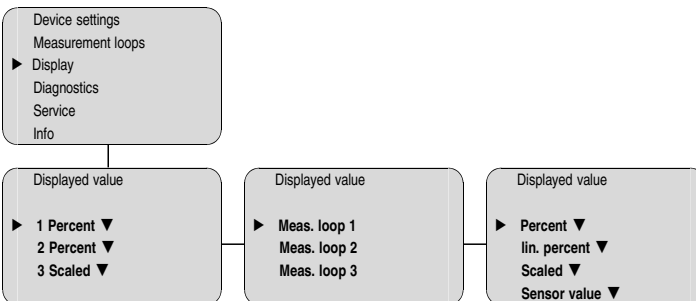 Device settings
Measurement loops
▶ Display
Diagnostics
Service
Info
Displayed value
▶ 1 Percent ▼
2 Percent ▼
3 Scaled ▼
Displayed value
▶ Meas. loop 1
Meas. loop 2
Meas. loop 3
Displayed value
▶ Percent ▼
lin. percent ▼
Scaled ▼
Sensor value ▼